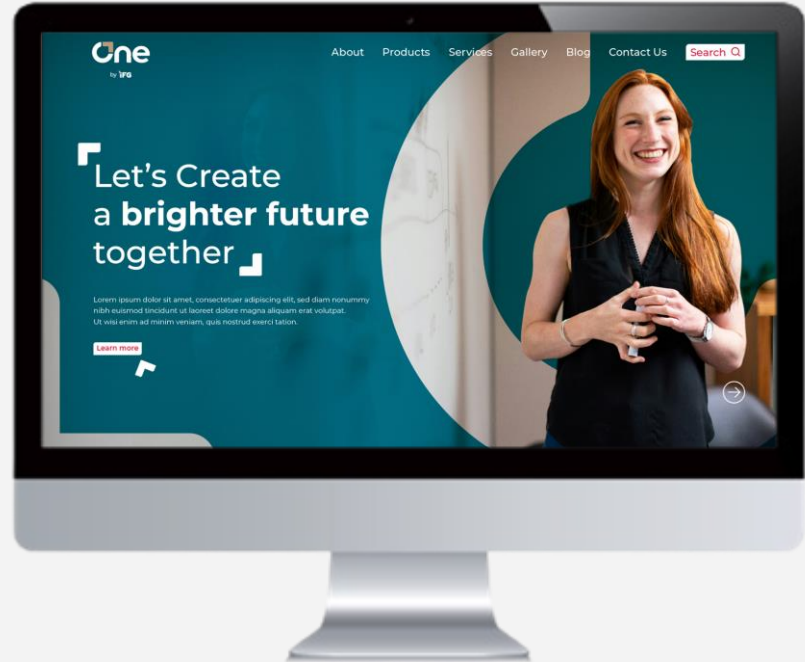 One
by IFG
About Products Services Gallery Blog Contact Us Search
Let's Create
a brighter future
together
Lorem ipsum dolor sit amet, consectetuer adipiscing elit, sed diam nonummy
nibh euismod tincidunt ut laoreet dolore magna aliquam erat volutpat.
Ut wisi enim ad minim veniam, quis nostrud exerci tation.
Learn more